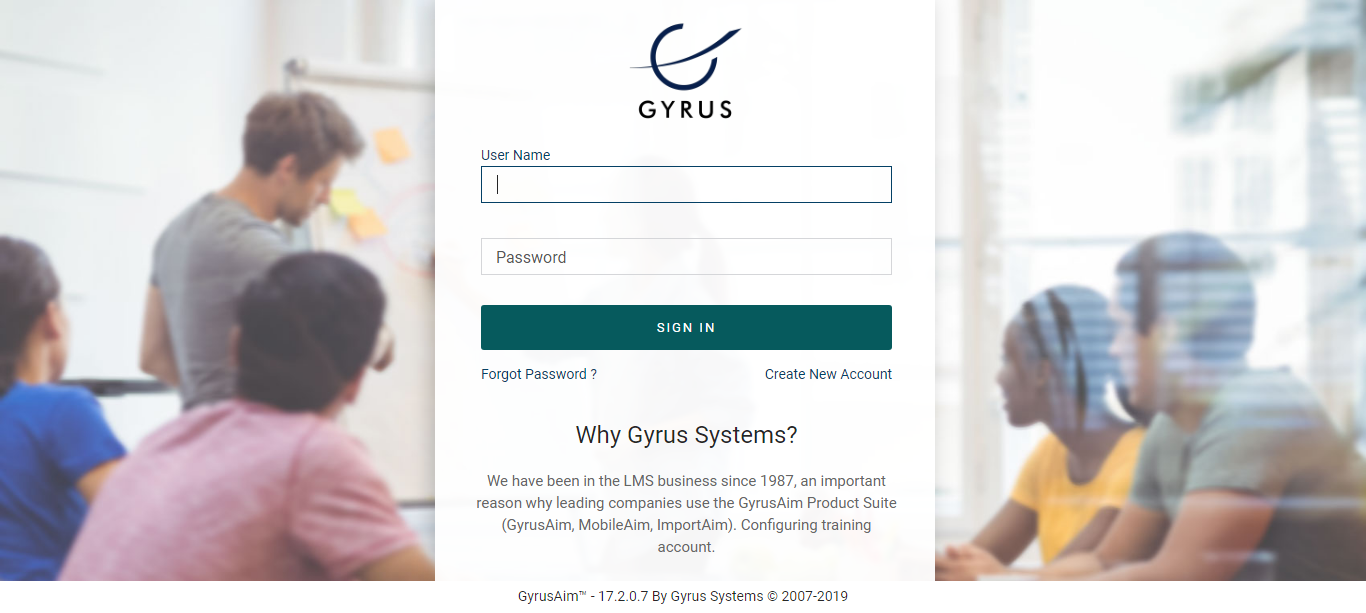 GYRUS
User Name
Password
SIGN IN
Forgot Password ?
Create New Account
Why Gyrus Systems?
We have been in the LMS business since 1987, an important
reason why leading companies use the GyrusAim Product Suite
(GyrusAim, MobileAim, ImportAim). Configuring training
account.
GyrusAim™ - 17.2.0.7 By Gyrus Systems © 2007-2019